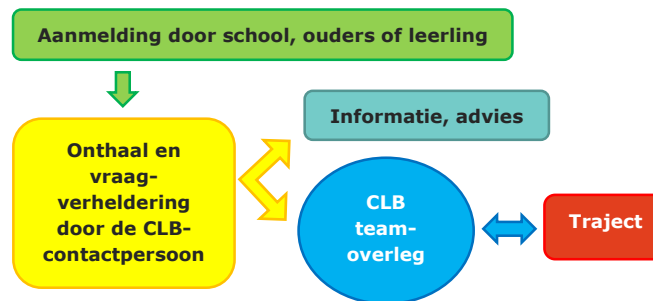 Aanmelding door school, ouders of leerling
Informatie, advies
Onthaal en
vraag-
verheldering
door de CLB-
contactpersoon
CLB
team-
overleg
Traject